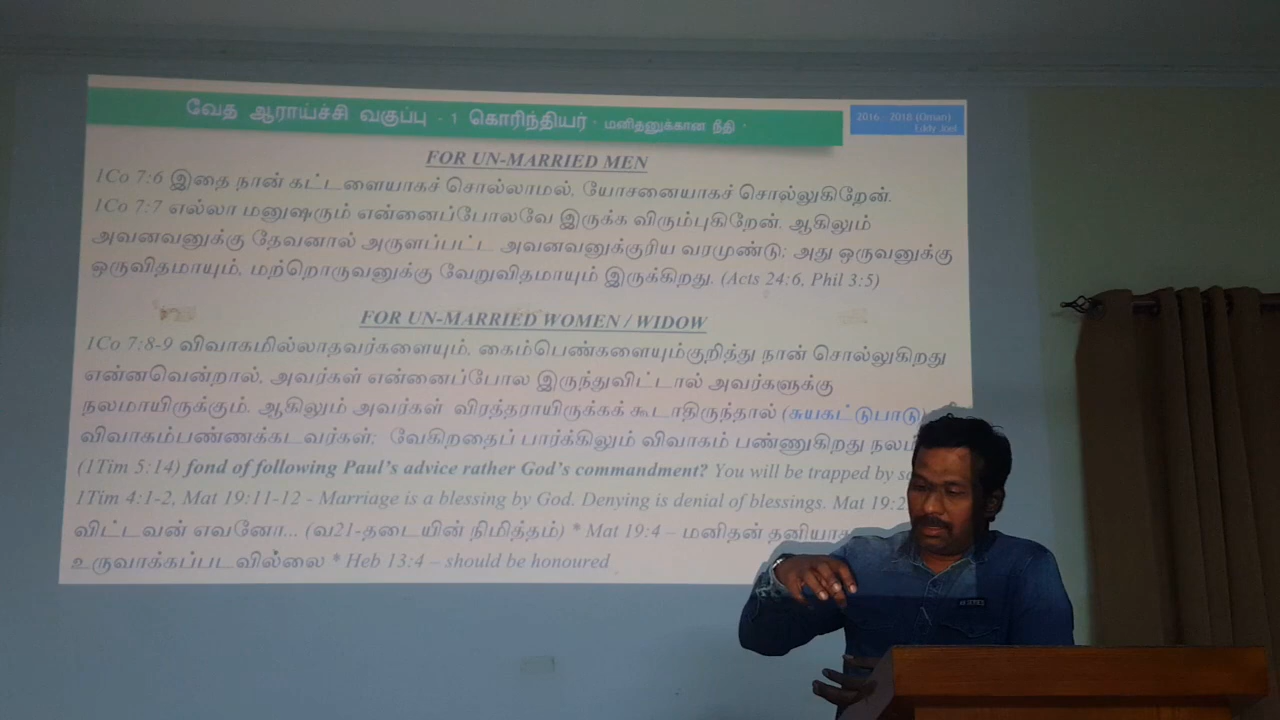 வேத ஆராய்ச்சி வகுப்பு - 1 கொரிந்தியர் - மனிதனுக்கான நீதி -
2016 - 2018 (Oman)
Eddy Joel
FOR UN-MARRIED MEN
1Co 7:6 இதை நான் கட்டளையாகச் சொல்லாமல், யோசனையாகச் சொல்லுகிறேன்.
1Co 7:7 எல்லா மனுஷரும் என்னைப்போலவே இருக்க விரும்புகிறேன். ஆகிலும்
அவனவனுக்கு தேவனால் அருளப்பட்ட அவனவனுக்குரிய வரமுண்டு; அது ஒருவனுக்கு
ஒருவிதமாயும், மற்றொருவனுக்கு வேறுவிதமாயும் இருக்கிறது. (Acts 24:6, Phil 3:5)
FOR UN-MARRIED WOMEN / WIDOW
1Co 7:8-9 விவாகமில்லாதவர்களையும், கைம்பெண்களையும்குறித்து நான் சொல்லுகிறது
என்னவென்றால், அவர்கள் என்னைப்போல இருந்துவிட்டால் அவர்களுக்கு
நலமாயிருக்கும். ஆகிலும் அவர்கள் விரத்தராயிருக்கக் கூடாதிருந்தால் (சுயகட்டுபாடு)
விவாகம்பண்ணக்கடவர்கள்; வேகிறதைப் பார்க்கிலும் விவாகம் பண்ணுகிறது
(1Tim 5:14) fond of following Paul's advice rather God's commandment? You will be trapped by
1Tim 4:1-2, Mat 19:11-12 - Marriage is a blessing by God. Denying is denial of blessings. Mat
விட்டவன் எவனோ... (வ21-தடையின் நிமித்தம்) * Mat 19:4 – மனிதன்
உருவாக்கப்படவில்லை * Heb 13:4 – should be honoured